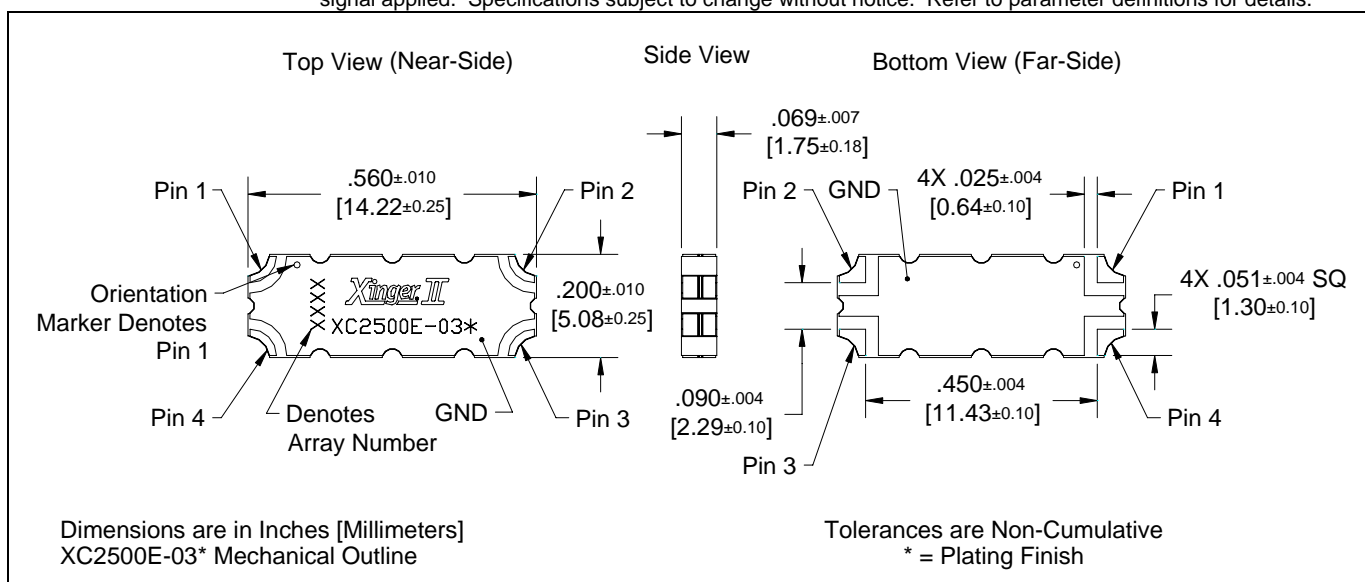 signal applied. Specifications subject to change without notice. Refer to parameter definitions for details.
Top View (Near-Side)
Side View
Bottom View (Far-Side)
.069±.007
[1.75±0.18]
Pin 1
.560±.010
[14.22±0.25]
Pin 2
Pin 2
GND
4X .025±.004
[0.64±0.10]
Pin 1
Orientation
Marker Denotes
Pin 1
XXXXX
Xinger II
XC2500E-03*
.200±.010
[5.08±0.25]
4X .051±.004 SQ
[1.30±0.10]
Pin 4
Denotes
Array Number
GND
Pin 3
.090±.004
[2.29±0.10]
Pin 3
.450±.004
[11.43±0.10]
Pin 4
Dimensions are in Inches [Millimeters]
XC2500E-03* Mechanical Outline
Tolerances are Non-Cumulative
* = Plating Finish